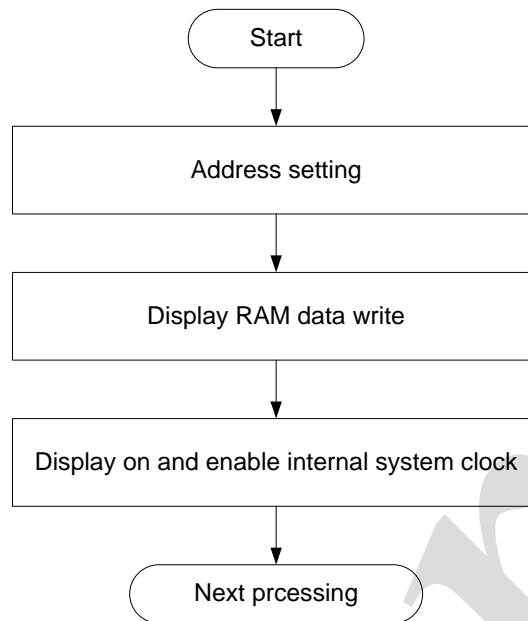 Start
Address setting
Display RAM data write
Display on and enable internal system clock
Next prcessing